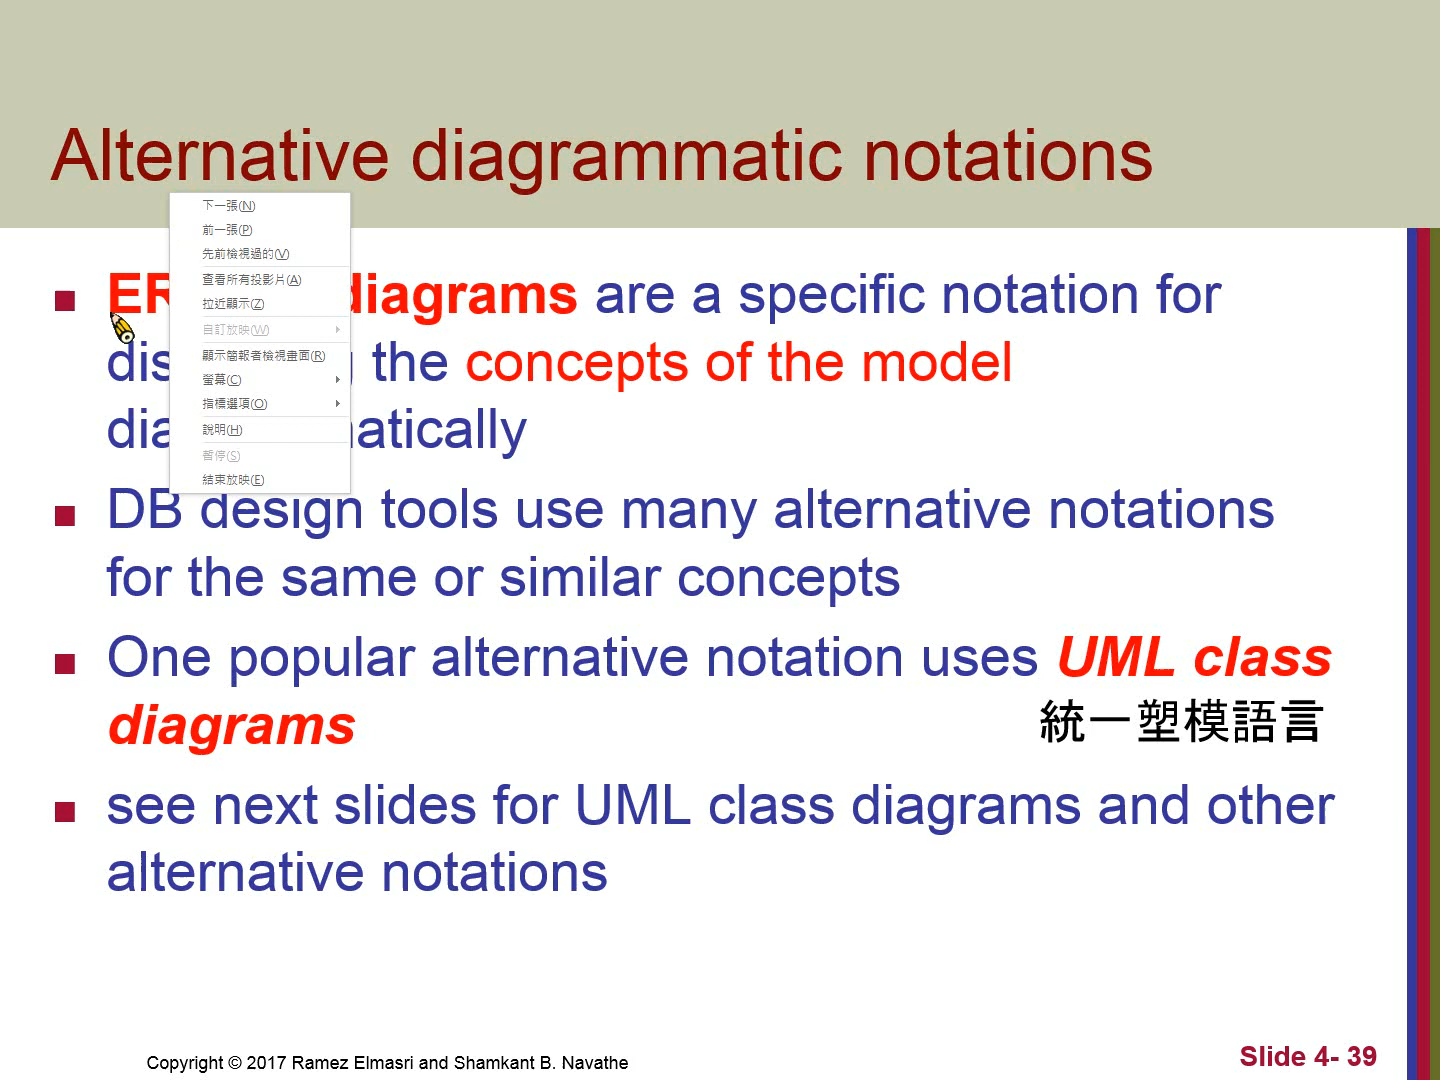 Alternative diagrammatic notations
下一張(N)
前一張(P)
先前檢視過的(V)
查看所有投影片(A)
拉近顯示(Z)
自訂放映(W)
顯示簡報者檢視畫面(R)
螢幕(C)
指標選項(O)
說明(H)
暫停(S)
結束放映(E)
diagrams are a specific notation for
the concepts of the model
DB design tools use many alternative notations
for the same or similar concepts
One popular alternative notation uses UML class
diagrams
統一塑模語言
see next slides for UML class diagrams and other
alternative notations
Copyright © 2017 Ramez Elmasri and Shamkant B. Navathe
Slide 4- 39